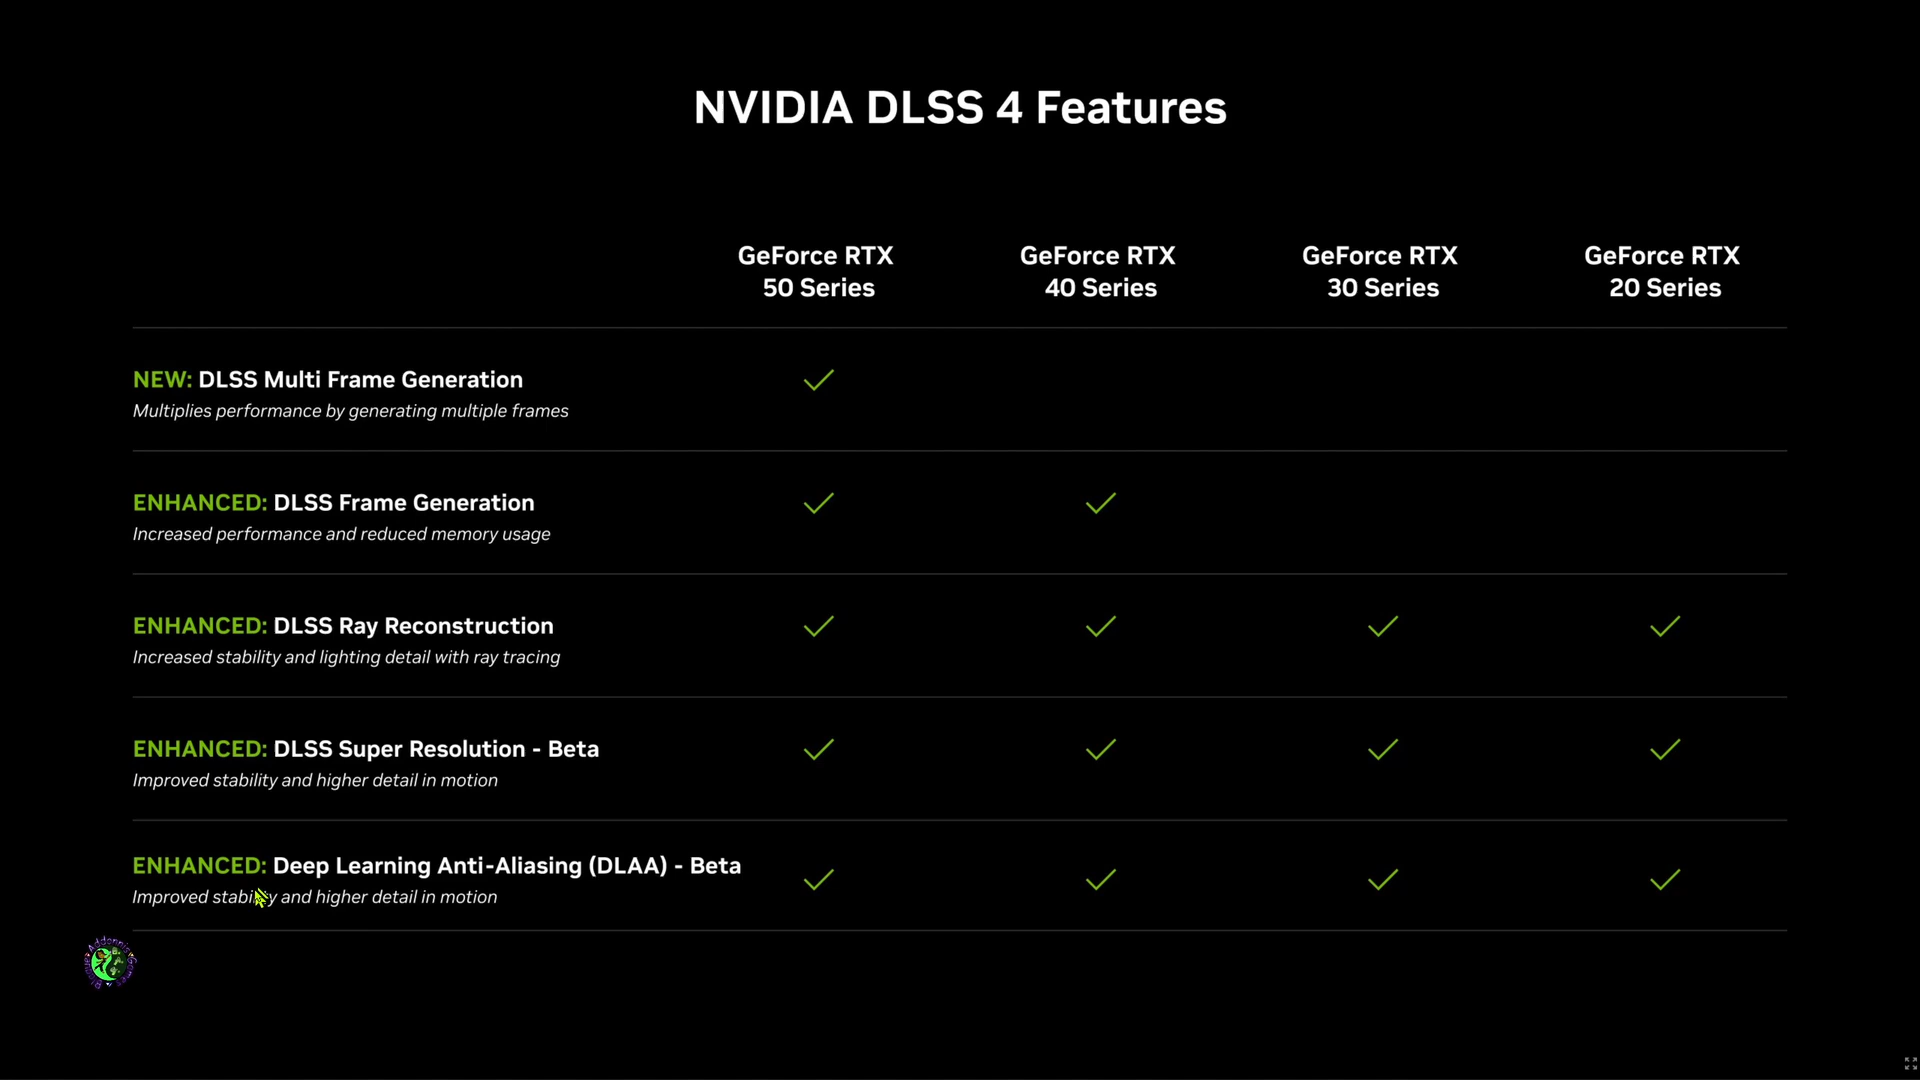 NVIDIA DLSS 4 Features
GeForce RTX
50 Series
GeForce RTX
40 Series
GeForce RTX
30 Series
GeForce RTX
20 Series
NEW: DLSS Multi Frame Generation
Multiplies performance by generating multiple frames
ENHANCED: DLSS Frame Generation
Increased performance and reduced memory usage
ENHANCED: DLSS Ray Reconstruction
Increased stability and lighting detail with ray tracing
ENHANCED: DLSS Super Resolution - Beta
Improved stability and higher detail in motion
ENHANCED: Deep Learning Anti-Aliasing (DLAA) - Beta
Improved stability and higher detail in motion